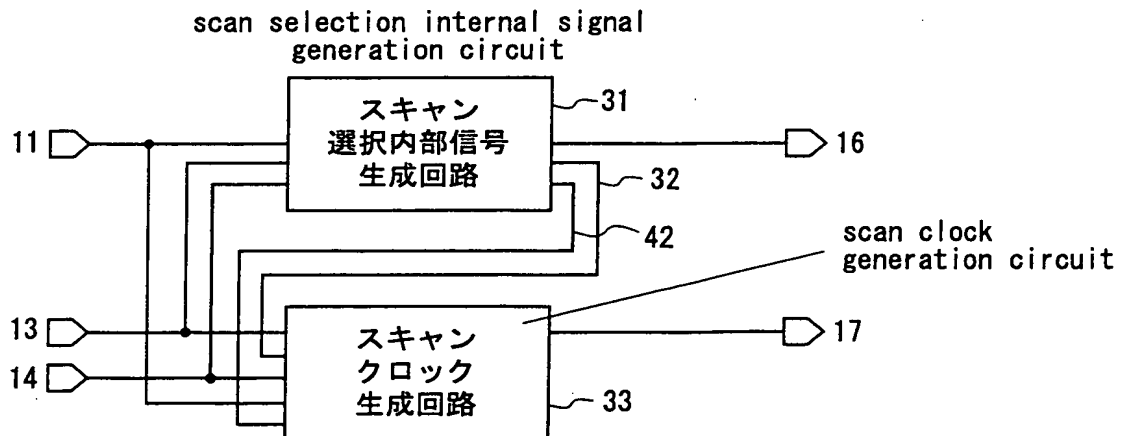 scan selection internal signal
generation circuit
スキャン
選択内部信号
生成回路
31
11
16
32
42
scan clock
generation circuit
13
スキャン
クロック
生成回路
17
14
33